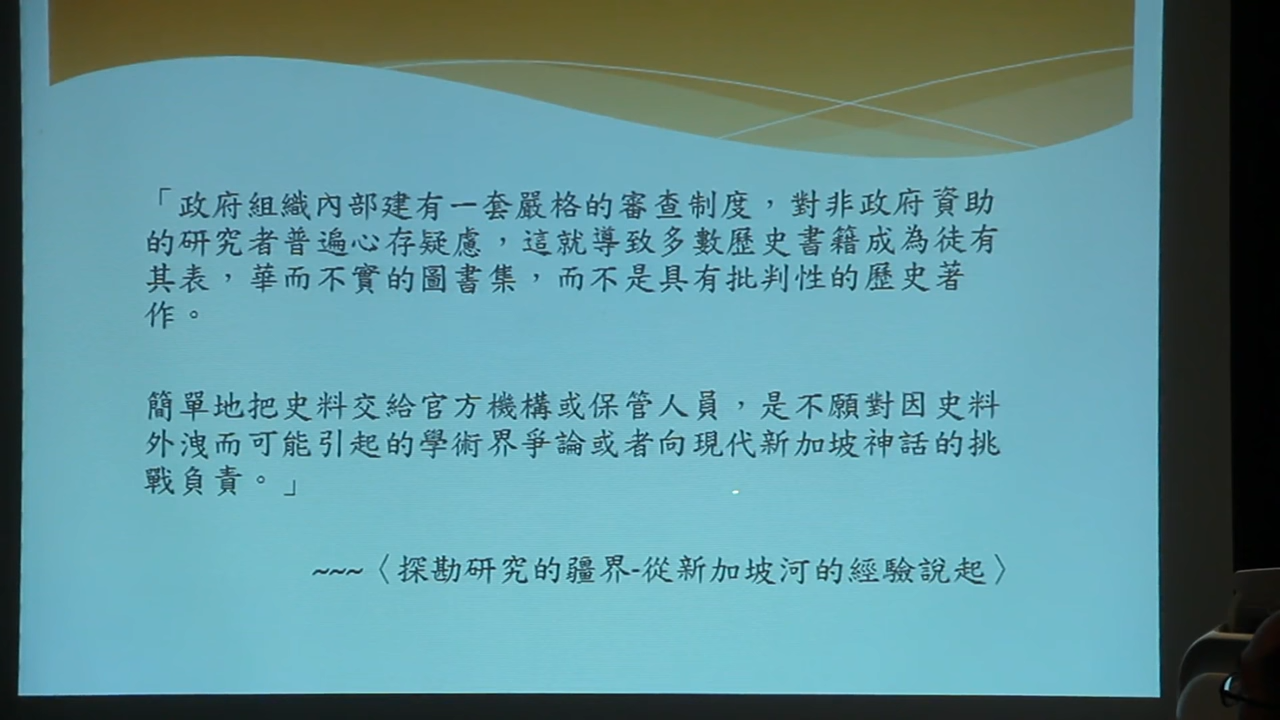 「政府組織內部建有一套嚴格的審查制度，對非政府資助
的研究者普遍心存疑慮，這就導致多數歷史書籍成為徒有
其表，華而不實的圖書集，而不是具有批判性的歷史著
作。
簡單地把史料交給官方機構或保管人員，是不願對因史料
外洩而可能引起的學術界爭論或者向現代新加坡神話的挑
戰負責。」
~~~〈探勘研究的疆界-從新加坡河的經驗說起〉